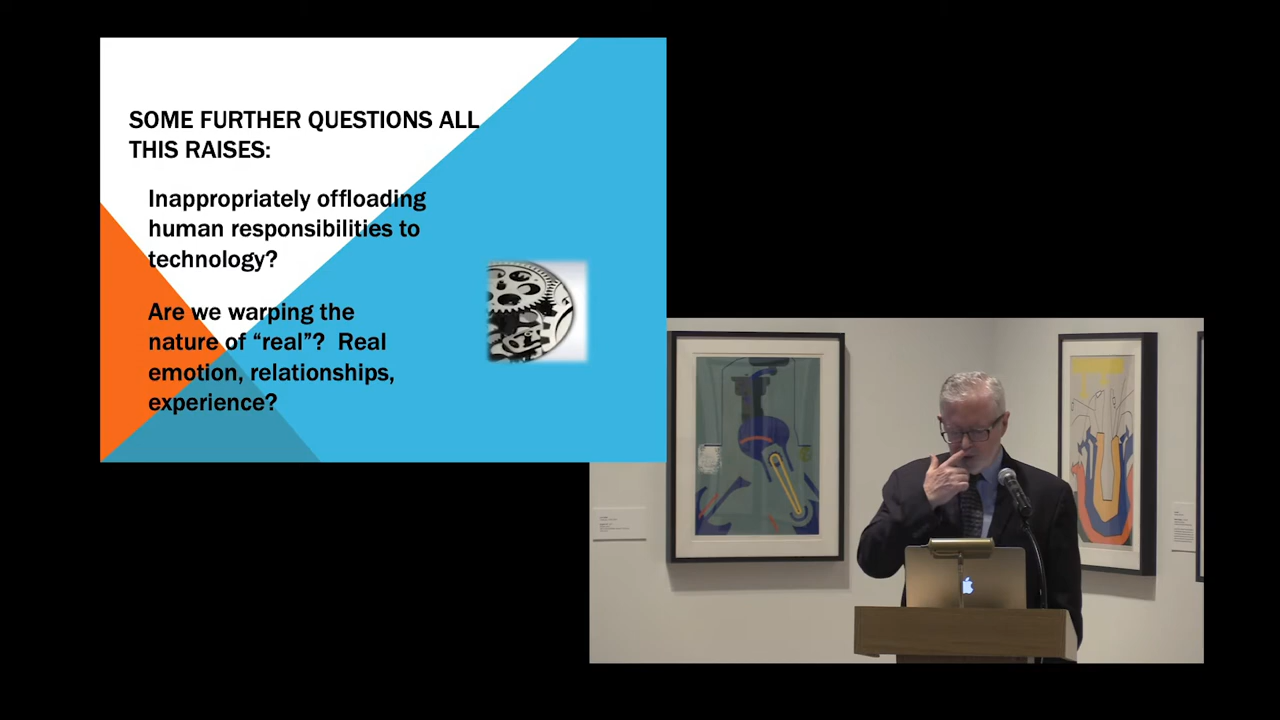 SOME FURTHER QUESTIONS ALL
THIS RAISES:
Inappropriately offloading
human responsibilities to
technology?
Are we warping the
nature of “real”?  Real
emotion, relationships,
experience?